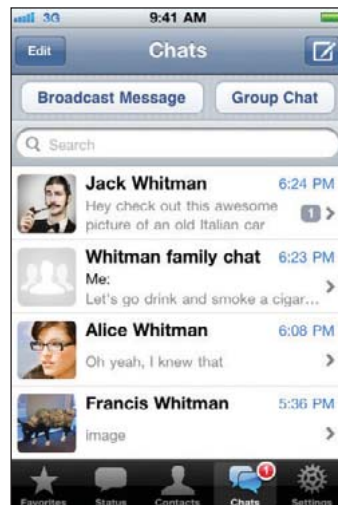 3G 9:41 AM
Edit Chats
Broadcast Message Group Chat
Search
Jack Whitman 6:24 PM
Hey check out this awesome
picture of an old Italian car 1
Whitman family chat 6:23 PM
Me:
Let's go drink and smoke a cigar...
Alice Whitman 6:08 PM
Oh yeah, I knew that
Francis Whitman 5:36 PM
image
1
Favorites Status Contacts Chats Settings